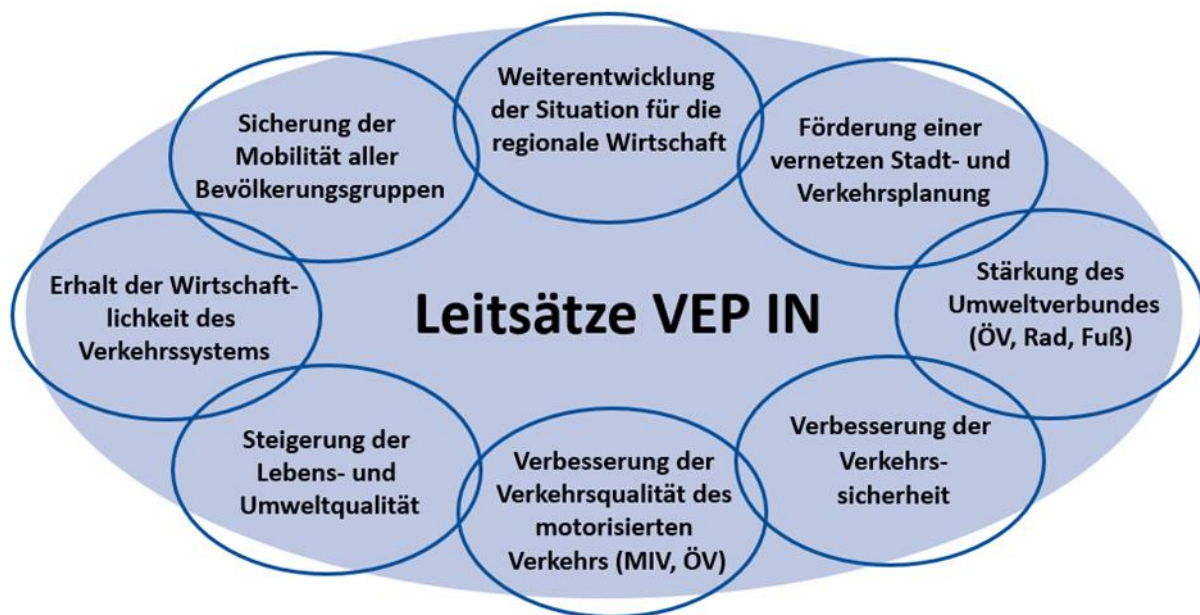 Weiterentwicklung
der Situation für die
regionale Wirtschaft
Sicherung der
Mobilität aller
Bevölkerungsgruppen
Förderung einer
vernetzen Stadt- und
Verkehrsplanung
Erhalt der Wirtschaft-
lichkeit des
Verkehrssystems
Leitsätze VEP IN
Stärkung des
Umweltverbundes
(ÖV, Rad, Fuß)
Steigerung der
Lebens- und
Umweltqualität
Verbesserung der
Verkehrsqualität des
motorisierten
Verkehrs (MIV, ÖV)
Verbesserung der
Verkehrs-
sicherheit